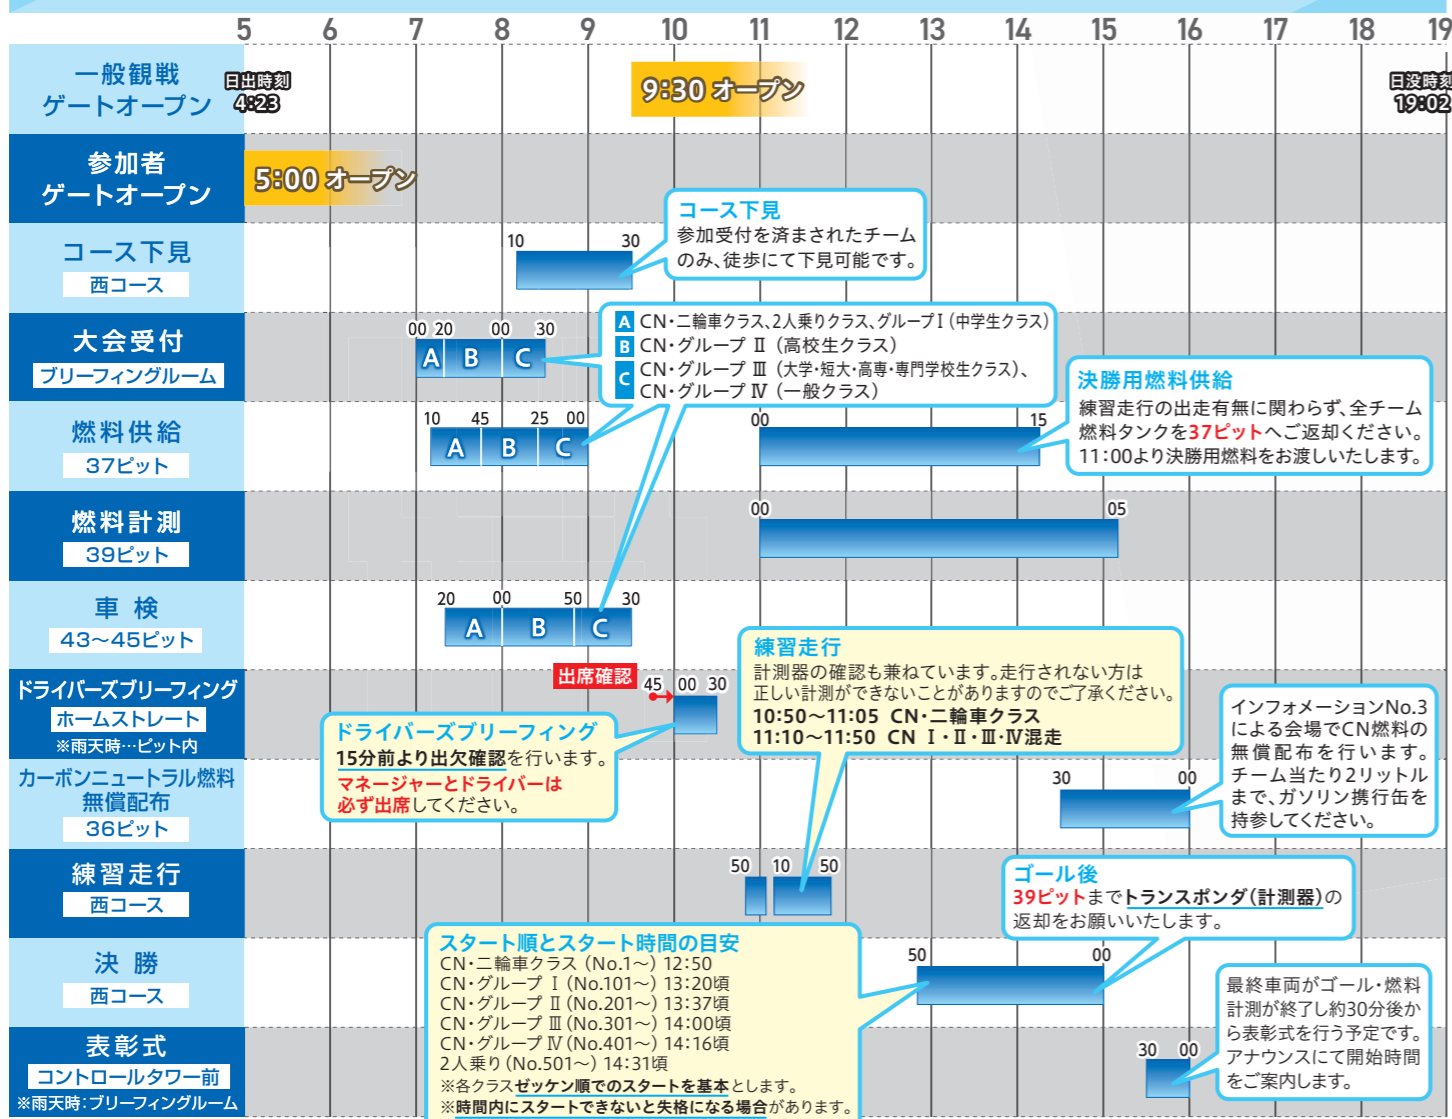 5 6 7 8 9 10 11 12 13 14 15 16 17 18 19
一般観戦
ゲートオープン
日出時刻
4:23
9:30 オープン
日没時刻
19:02
参加者
ゲートオープン
5:00 オープン
コース下見
西コース
10 30
コース下見
参加受付を済まされたチーム
のみ、徒歩にて下見可能です。
大会受付
ブリーフィングルーム
00 20 00 30
A B C
A CN・二輪車クラス、2人乗りクラス、グループⅠ(中学生クラス)
B CN・グループ Ⅱ (高校生クラス)
C CN・グループ Ⅲ (大学・短大・高専・専門学校生クラス)、
CN・グループ Ⅳ (一般クラス)
燃料供給
37ピット
10 45 25 00
A B C
00 15
決勝用燃料供給
練習走行の出走有無に関わらず、全チーム
燃料タンクを37ピットへご返却ください。
11:00より決勝用燃料をお渡しいたします。
燃料計測
39ピット
00 05
車 検
43~45ピット
20 00 50 30
A B C
ドライバーズブリーフィング
ホームストレート
※雨天時…ピット内
出席確認
45 00 30
ドライバーズブリーフィング
15分前より出欠確認を行います。
マネージャーとドライバーは
必ず出席してください。
練習走行
計測器の確認も兼ねています。走行されない方は
正しい計測ができないことがありますのでご了承ください。
10:50~11:05 CN・二輪車クラス
11:10~11:50 CN Ⅰ・Ⅱ・Ⅲ・Ⅳ混走
カーボンニュートラル燃料
無償配布
36ピット
30 00
インフォメーションNo.3
による会場でCN燃料の
無償配布を行います。
チーム当たり2リットル
まで、ガソリン携行缶を
持参してください。
練習走行
西コース
50 10 50
ゴール後
39ピットまでトランスポンダ(計測器)の
返却をお願いいたします。
決 勝
西コース
50 00
スタート順とスタート時間の目安
CN・二輪車クラス (No.1~) 12:50
CN・グループ Ⅰ (No.101~) 13:20頃
CN・グループ Ⅱ (No.201~) 13:37頃
CN・グループ Ⅲ (No.301~) 14:00頃
CN・グループ Ⅳ (No.401~) 14:16頃
2人乗り (No.501~) 14:31頃
※各クラスゼッケン順でのスタートを基本とします。
※時間内にスタートできないと失格になる場合があります。
表彰式
コントロールタワー前
※雨天時:ブリーフィングルーム
30 00
最終車両がゴール・燃料
計測が終了し約30分後か
ら表彰式を行う予定です。
アナウンスにて開始時間
をご案内します。